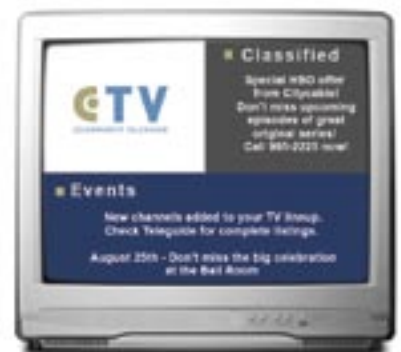 CTV
COMMUNITY TELEVISION
Classified
Special HBO offer
from Citycable!
Don't miss upcoming
episodes of great
original series!
Call now!
Events
New channels added to your TV lineup.
Check Teleguide for complete listings.
August 25th - Don't miss the big celebration
at the Ball Room